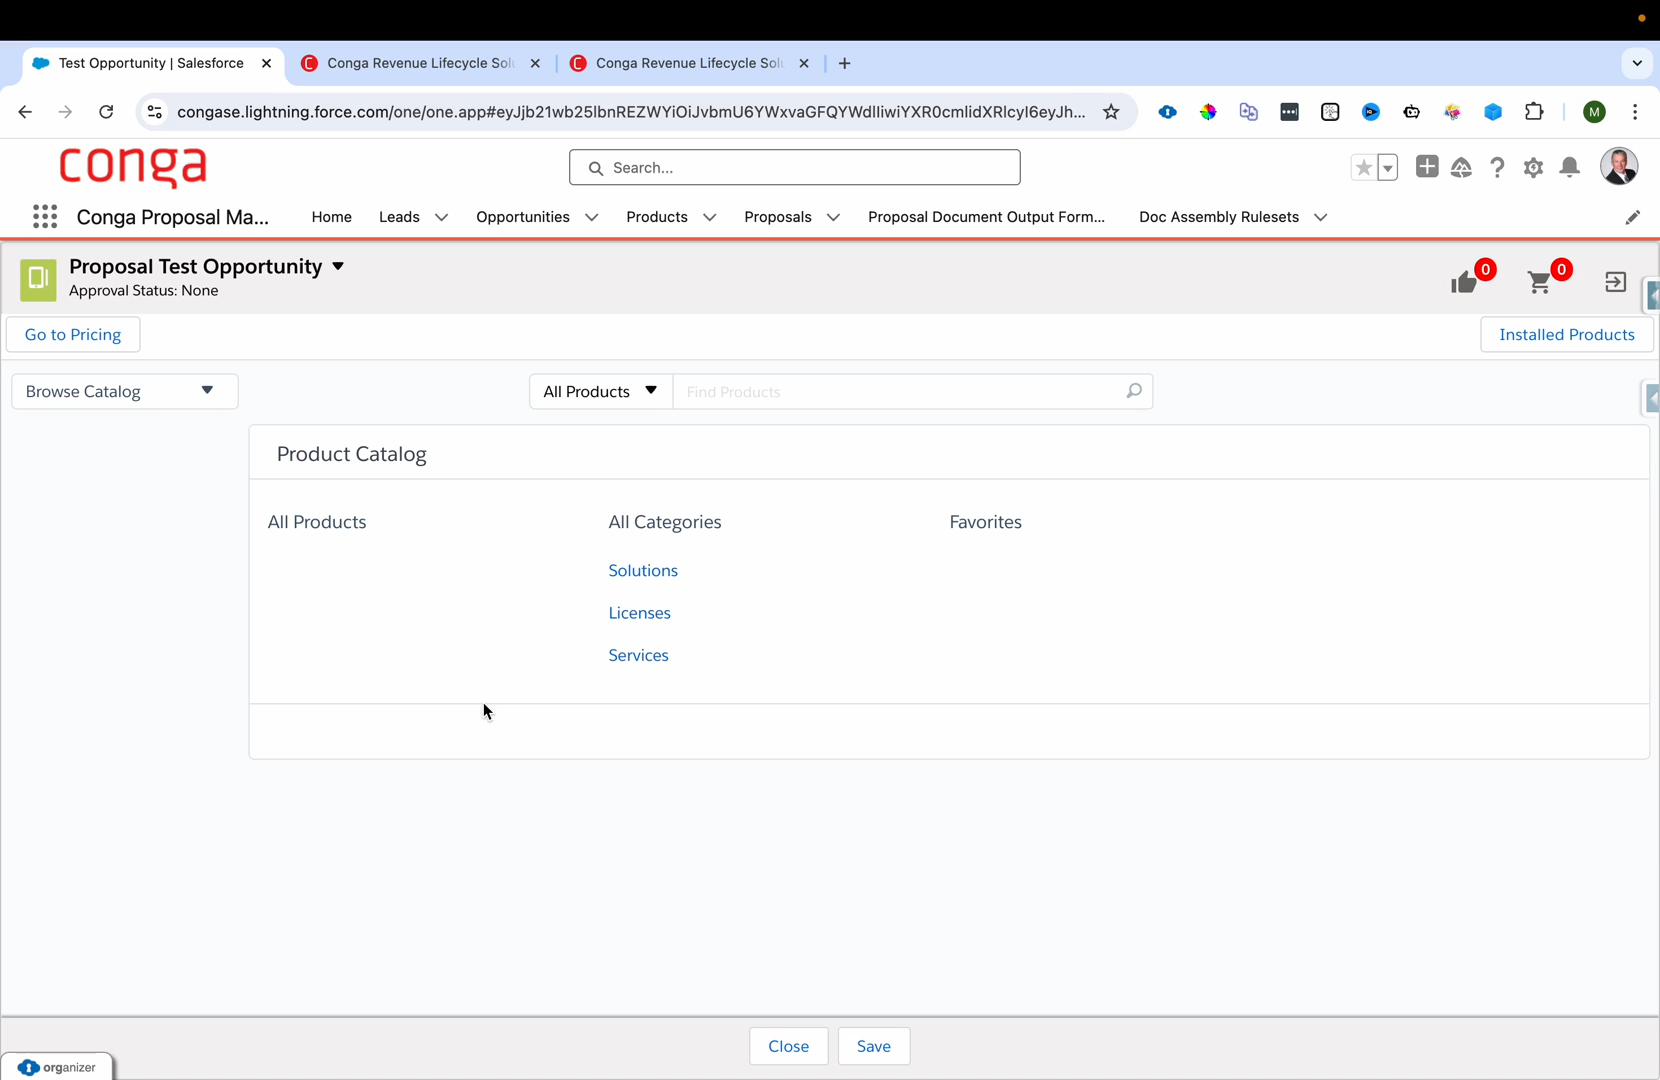 Test Opportunity | Salesforce
Conga Revenue Lifecycle Sol
Conga Revenue Lifecycle Sol
congase.lightning.force.com/one/one.app#eyJjb21wb25lbnREZWYiOiJvbmU6YWxvaGFQYWdlIiwiYXR0cmlidXRlcyI6eyJh...
M
conga
Search...
Conga Proposal Ma...
Home
Leads
Opportunities
Products
Proposals
Proposal Document Output Form...
Doc Assembly Rulesets
Proposal Test Opportunity
Approval Status: None
0
0
Go to Pricing
Installed Products
Browse Catalog
All Products
Find Products
Product Catalog
All Products
All Categories
Favorites
Solutions
Licenses
Services
Close
Save
organizer